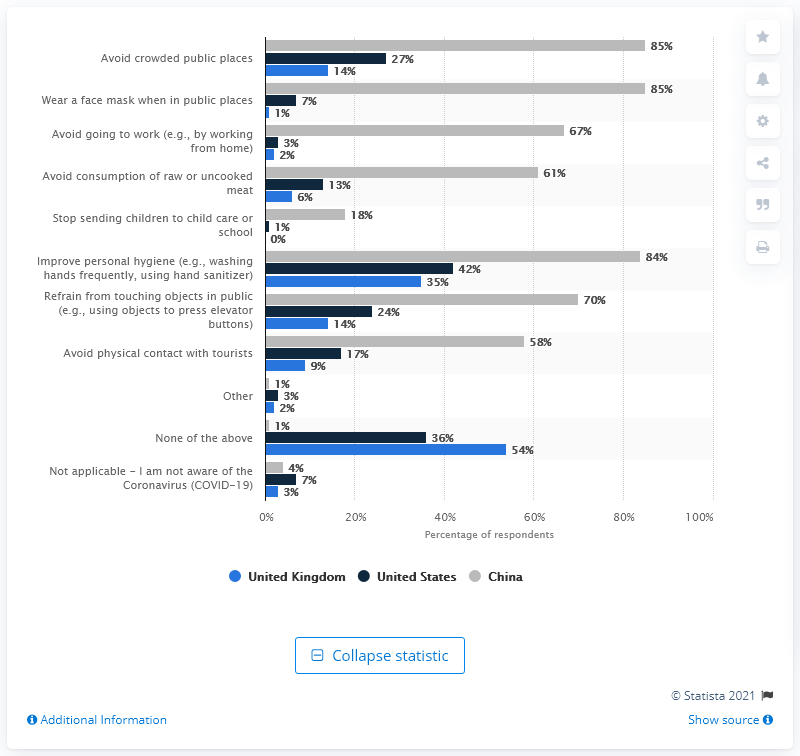 Avoid crowded public places
85%
27%
14%
Wear a face mask when in public places
85%
7%
1%
Avoid going to work (e.g., by working
from home)
67%
3%
2%
Avoid consumption of raw or uncooked
meat
61%
13%
6%
Stop sending children to child care or
school
18%
1%
0%
Improve personal hygiene (e.g., washing
hands frequently, using hand sanitizer)
84%
42%
35%
Refrain from touching objects in public
(e.g., using objects to press elevator
buttons)
70%
24%
14%
Avoid physical contact with tourists
58%
17%
9%
Other
1%
3%
2%
None of the above
1%
36%
54%
Not applicable - I am not aware of the
Coronavirus (COVID-19)
4%
7%
3%
0% 20% 40% 60% 80% 100%
Percentage of respondents
United Kingdom United States China
Collapse statistic
© Statista 2021
Additional Information Show source